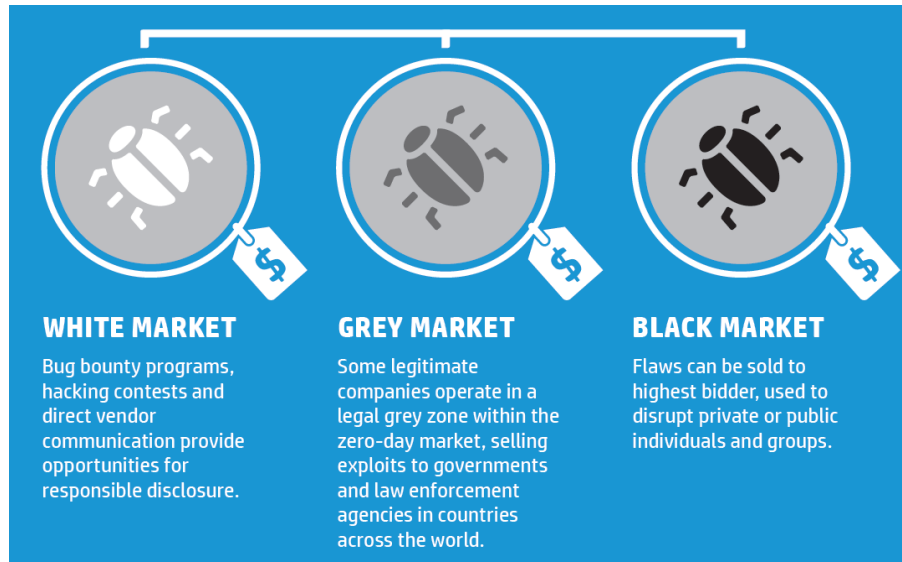 WHITE MARKET
Bug bounty programs,
hacking contests and
direct vendor
communication provide
opportunities for
responsible disclosure.
GREY MARKET
Some legitimate
companies operate in a
legal grey zone within the
zero-day market, selling
exploits to governments
and law enforcement
agencies in countries
across the world.
BLACK MARKET
Flaws can be sold to
highest bidder, used to
disrupt private or public
individuals and groups.
$
$
$